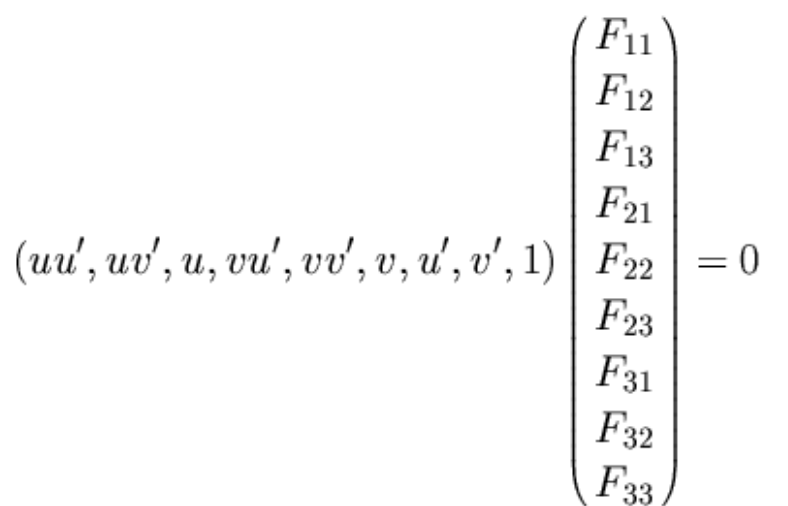 F₁₁
F₁₂
F₁₃
F₂₁
(uu′, uv′, u, vu′, vv′, v, u′, v′, 1) F₂₂ = 0
F₂₃
F₃₁
F₃₂
F₃₃